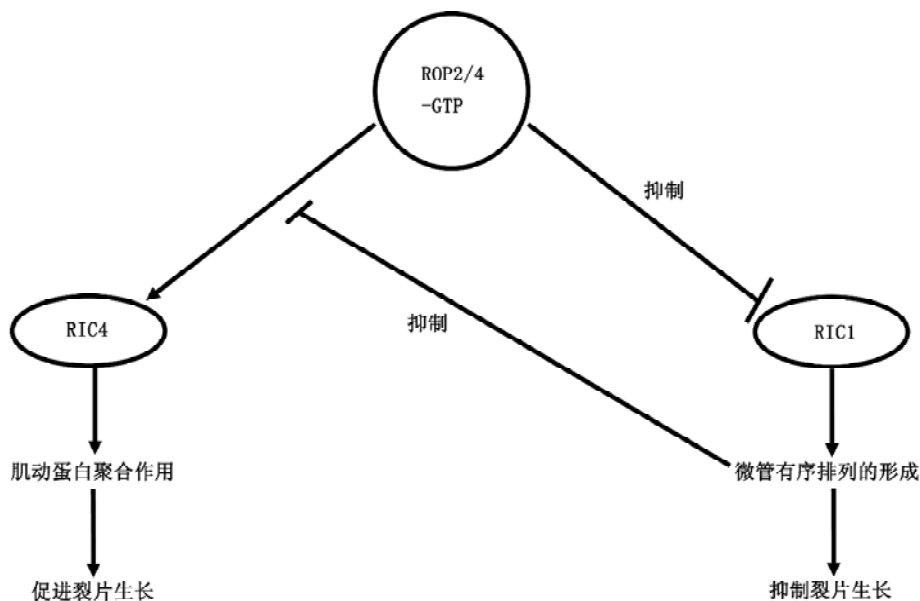 ROP2/4
-GTP
抑制
抑制
RIC4
RIC1
肌动蛋白聚合作用
微管有序排列的形成
促进裂片生长
抑制裂片生长